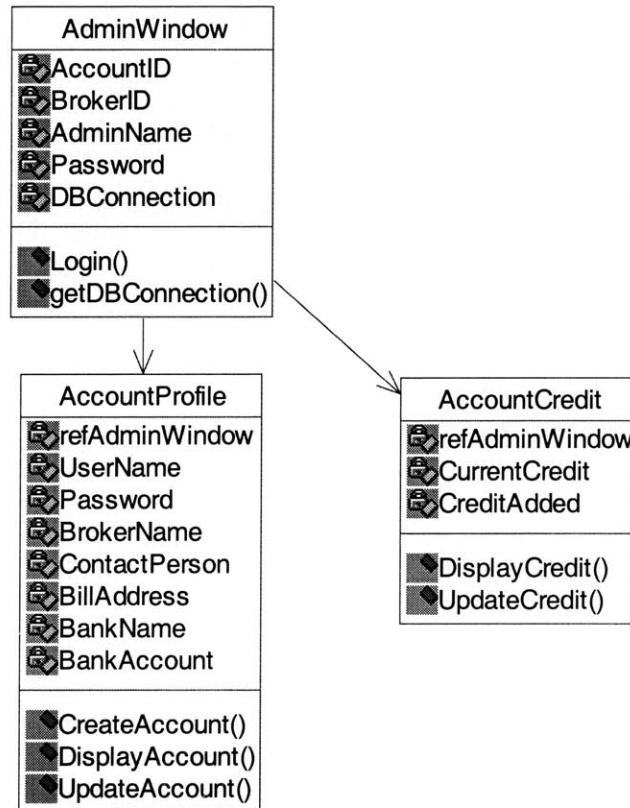 AdminWindow
AccountID
BrokerID
AdminName
Password
DBConnection
Login()
getDBConnection()
AccountProfile
refAdminWindow
UserName
Password
BrokerName
ContactPerson
BillAddress
BankName
BankAccount
CreateAccount()
DisplayAccount()
UpdateAccount()
AccountCredit
refAdminWindow
CurrentCredit
CreditAdded
DisplayCredit()
UpdateCredit()